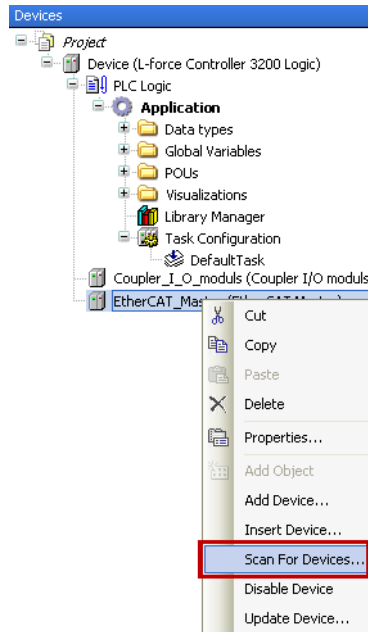 Devices
Project
Device (L-force Controller 3200 Logic)
PLC Logic
Application
Data types
Global Variables
POUs
Visualizations
Library Manager
Task Configuration
DefaultTask
Coupler_I_O_moduls (Coupler I/O moduls
EtherCAT_Mas
Cut
Copy
Paste
Delete
Properties...
Add Object
Add Device...
Insert Device...
Scan For Devices...
Disable Device
Update Device...